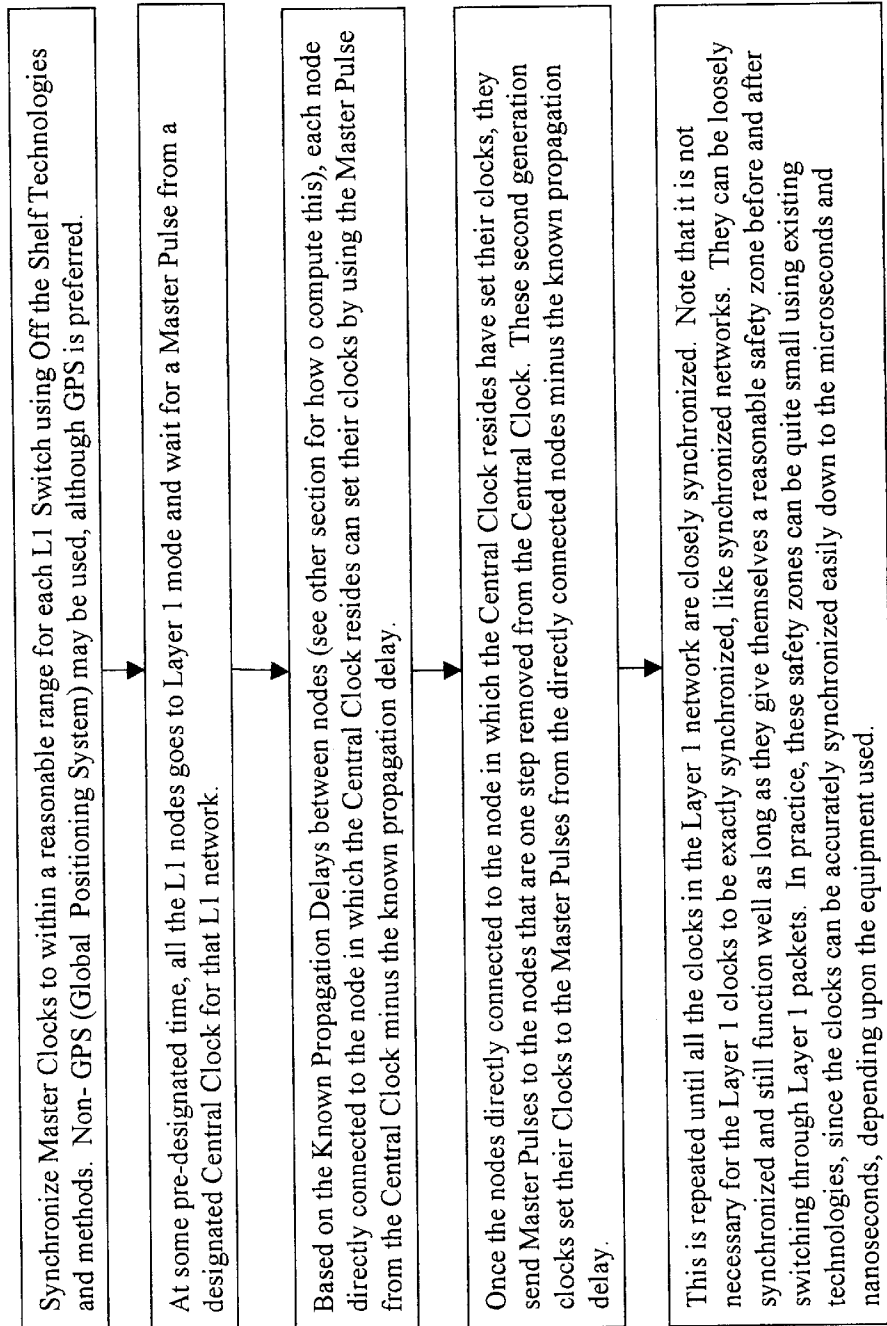 Synchronize Master Clocks to within a reasonable range for each L1 Switch using Off the Shelf Technologies
and methods. Non- GPS (Global Positioning System) may be used, although GPS is preferred.
At some pre-designated time, all the L1 nodes goes to Layer 1 mode and wait for a Master Pulse from a
designated Central Clock for that L1 network.
Based on the Known Propagation Delays between nodes (see other section for how o compute this), each node
directly connected to the node in which the Central Clock resides can set their clocks by using the Master Pulse
from the Central Clock minus the known propagation delay.
Once the nodes directly connected to the node in which the Central Clock resides have set their clocks, they
send Master Pulses to the nodes that are one step removed from the Central Clock. These second generation
clocks set their Clocks to the Master Pulses from the directly connected nodes minus the known propagation
delay.
This is repeated until all the clocks in the Layer 1 network are closely synchronized. Note that it is not
necessary for the Layer 1 clocks to be exactly synchronized, like synchronized networks. They can be loosely
synchronized and still function well as long as they give themselves a reasonable safety zone before and after
switching through Layer 1 packets. In practice, these safety zones can be quite small using existing
technologies, since the clocks can be accurately synchronized easily down to the microseconds and
nanoseconds, depending upon the equipment used.